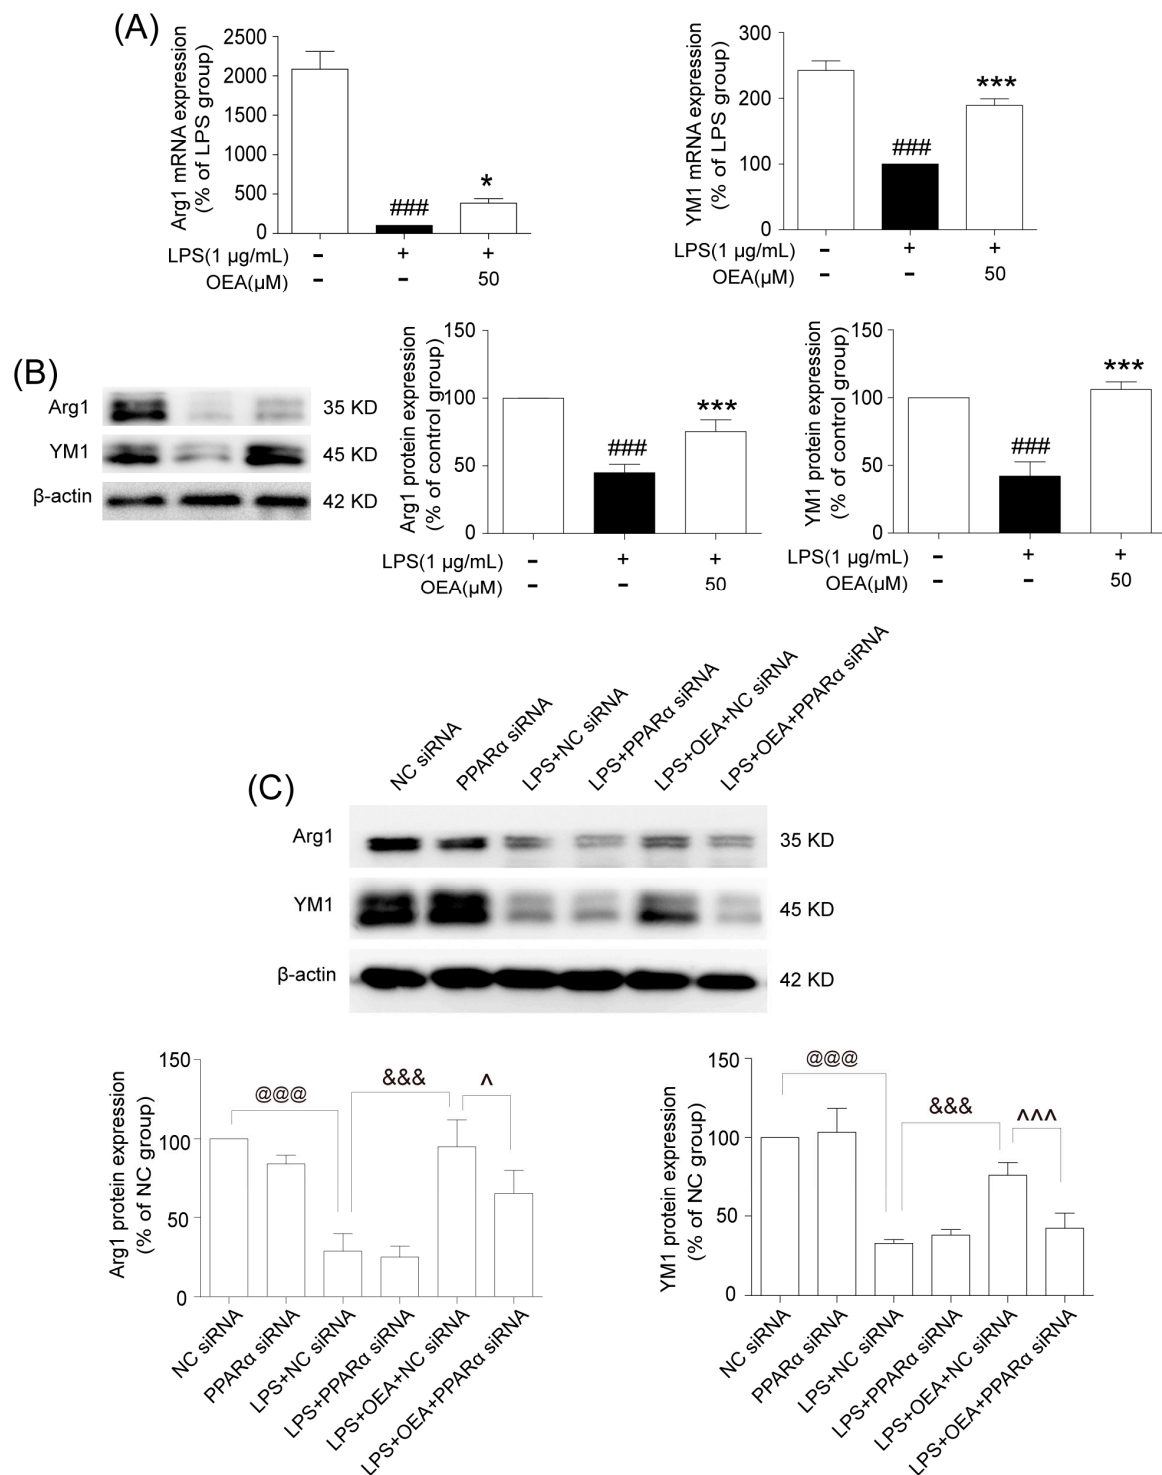 (A)
Arg1 mRNA expression
(% of LPS group)
2500
2000
1500
1000
500
0
###
*
LPS(1 µg/mL) - + +
OEA(µM) - - 50
YM1 mRNA expression
(% of LPS group)
300
200
100
0
###
***
LPS(1 µg/mL) - + +
OEA(µM) - - 50
(B)
Arg1 35 KD
YM1 45 KD
β-actin 42 KD
Arg1 protein expression
(% of control group)
150
100
50
0
###
***
LPS(1 µg/mL) - + +
OEA(µM) - - 50
YM1 protein expression
(% of control group)
150
100
50
0
###
***
LPS(1 µg/mL) - + +
OEA(µM) - - 50
(C)
NC siRNA
PPARα siRNA
LPS+NC siRNA
LPS+PPARα siRNA
LPS+OEA+NC siRNA
LPS+OEA+PPARα siRNA
Arg1 35 KD
YM1 45 KD
β-actin 42 KD
Arg1 protein expression
(% of NC group)
150
100
50
0
@@@
&&&
^
NC siRNA
PPARα siRNA
LPS+NC siRNA
LPS+PPARα siRNA
LPS+OEA+NC siRNA
LPS+OEA+PPARα siRNA
YM1 protein expression
(% of NC group)
150
100
50
0
@@@
&&&
^^^
NC siRNA
PPARα siRNA
LPS+NC siRNA
LPS+PPARα siRNA
LPS+OEA+NC siRNA
LPS+OEA+PPARα siRNA